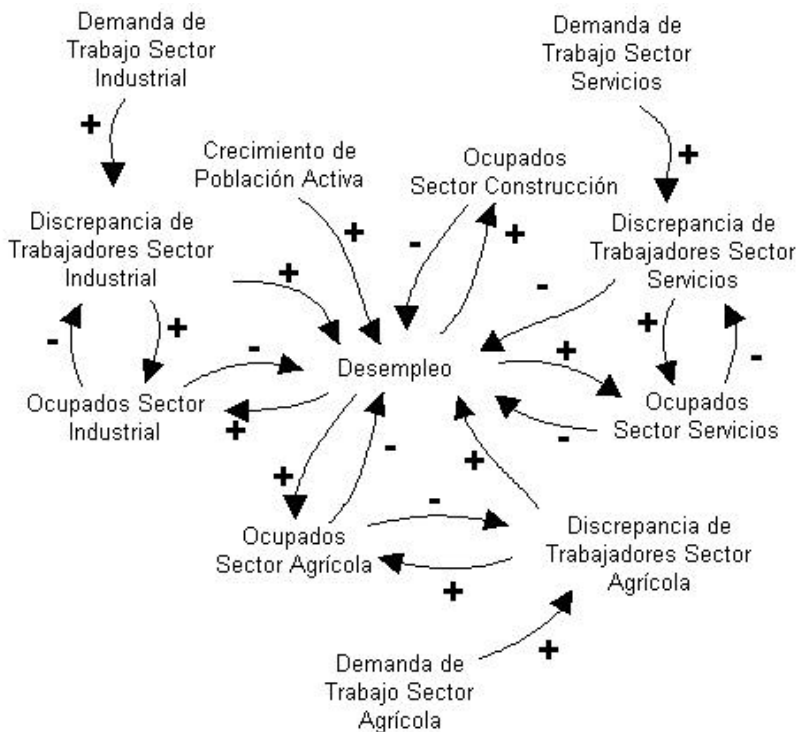 Demanda de
Trabajo Sector
Industrial
Demanda de
Trabajo Sector
Servicios
+
+
Crecimiento de
Población Activa
Ocupados
Sector Construcción
Discrepancia de
Trabajadores Sector
Industrial
Discrepancia de
Trabajadores Sector
Servicios
+
-
+
+
-
-
+
+
-
-
+
Desempleo
Ocupados Sector
Industrial
+
Ocupados
Sector Servicios
-
+
-
+
-
Ocupados
Sector Agrícola
+
Discrepancia de
Trabajadores Sector
Agrícola
+
Demanda de
Trabajo Sector
Agrícola